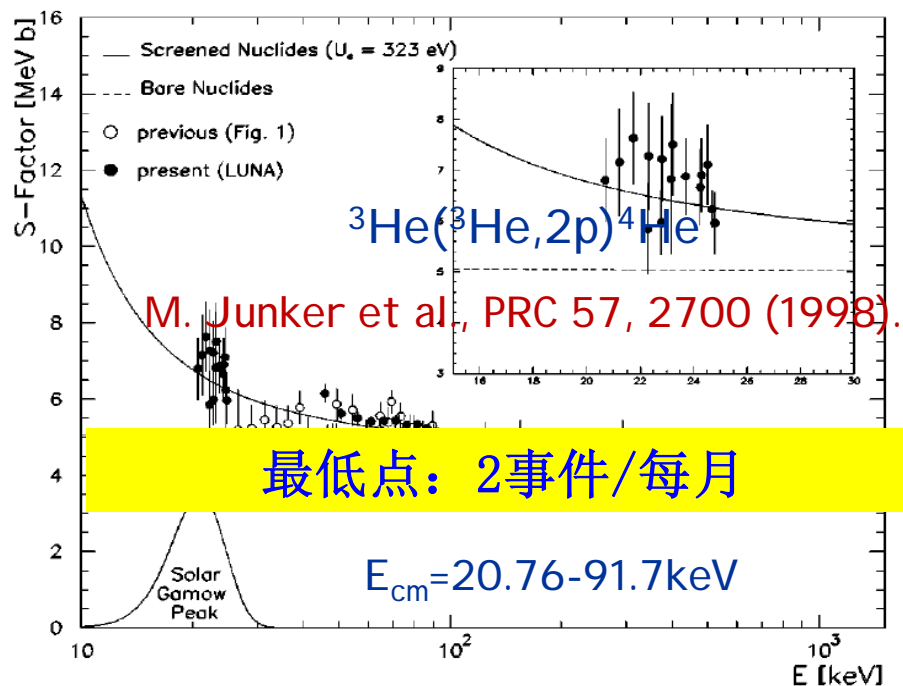 16
14
12
10
8
6
4
2
0
S-Factor [MeV b]
Screened Nuclides (Uₑ = 323 eV)
Bare Nuclides
previous (Fig. 1)
present (LUNA)
9
8
7
6
5
4
3
16 18 20 22 24 26 28 30
³He(³He,2p)⁴He
M. Junker et al., PRC 57, 2700 (1998).
最低点：2事件/每月
Solar
Gamow
Peak
E_cm=20.76-91.7keV
10 10² 10³
E [keV]